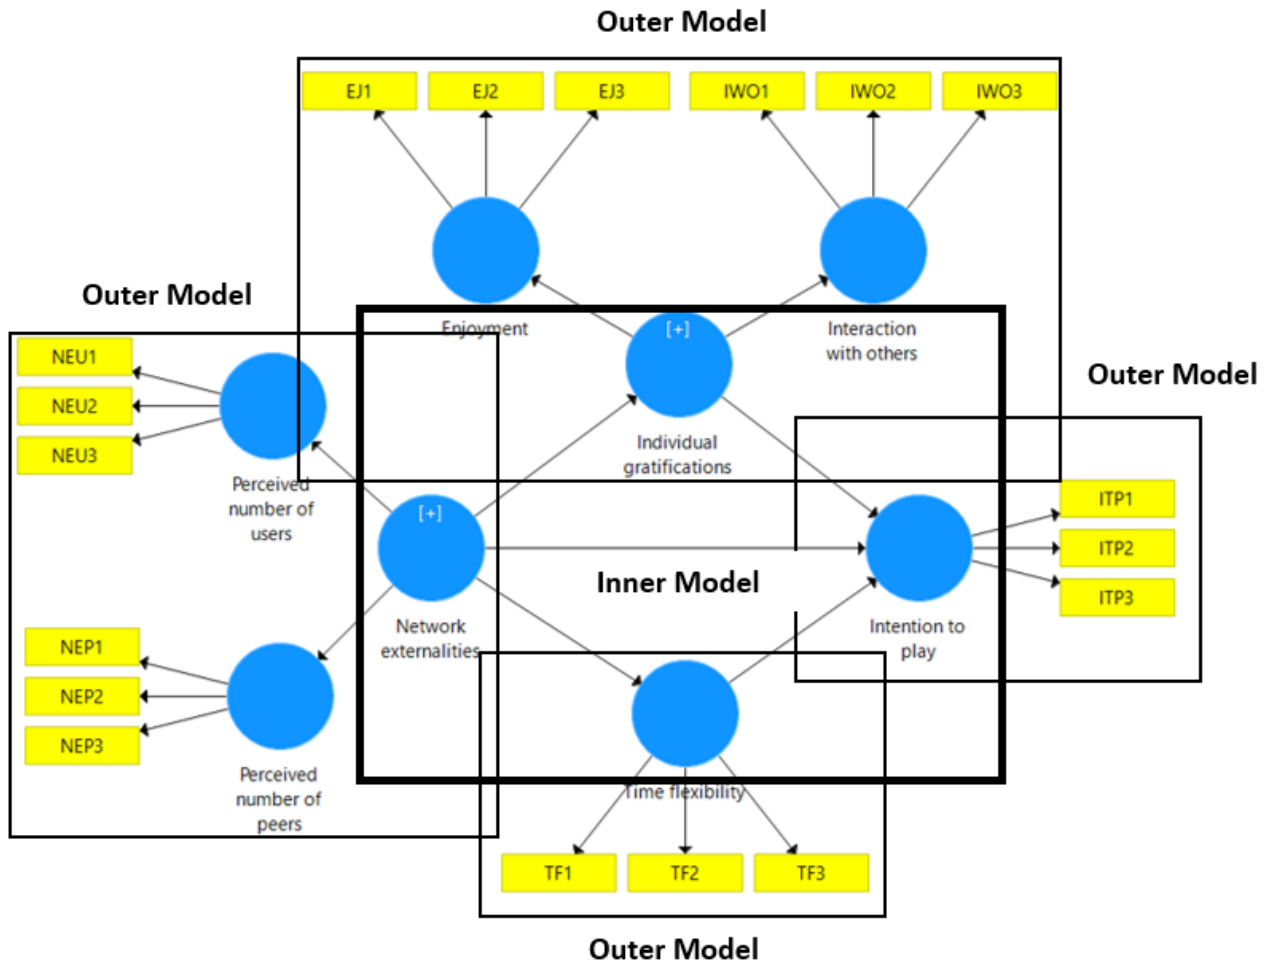 Outer Model
EJ1
EJ2
EJ3
IWO1
IWO2
IWO3
Enjoyment
Interaction
with others
[+]
Individual
gratifications
Outer Model
NEU1
NEU2
NEU3
Perceived
number of
users
Outer Model
[+]
Network
externalities
Inner Model
Intention to
play
ITP1
ITP2
ITP3
NEP1
NEP2
NEP3
Perceived
number of
peers
Time flexibility
TF1
TF2
TF3
Outer Model